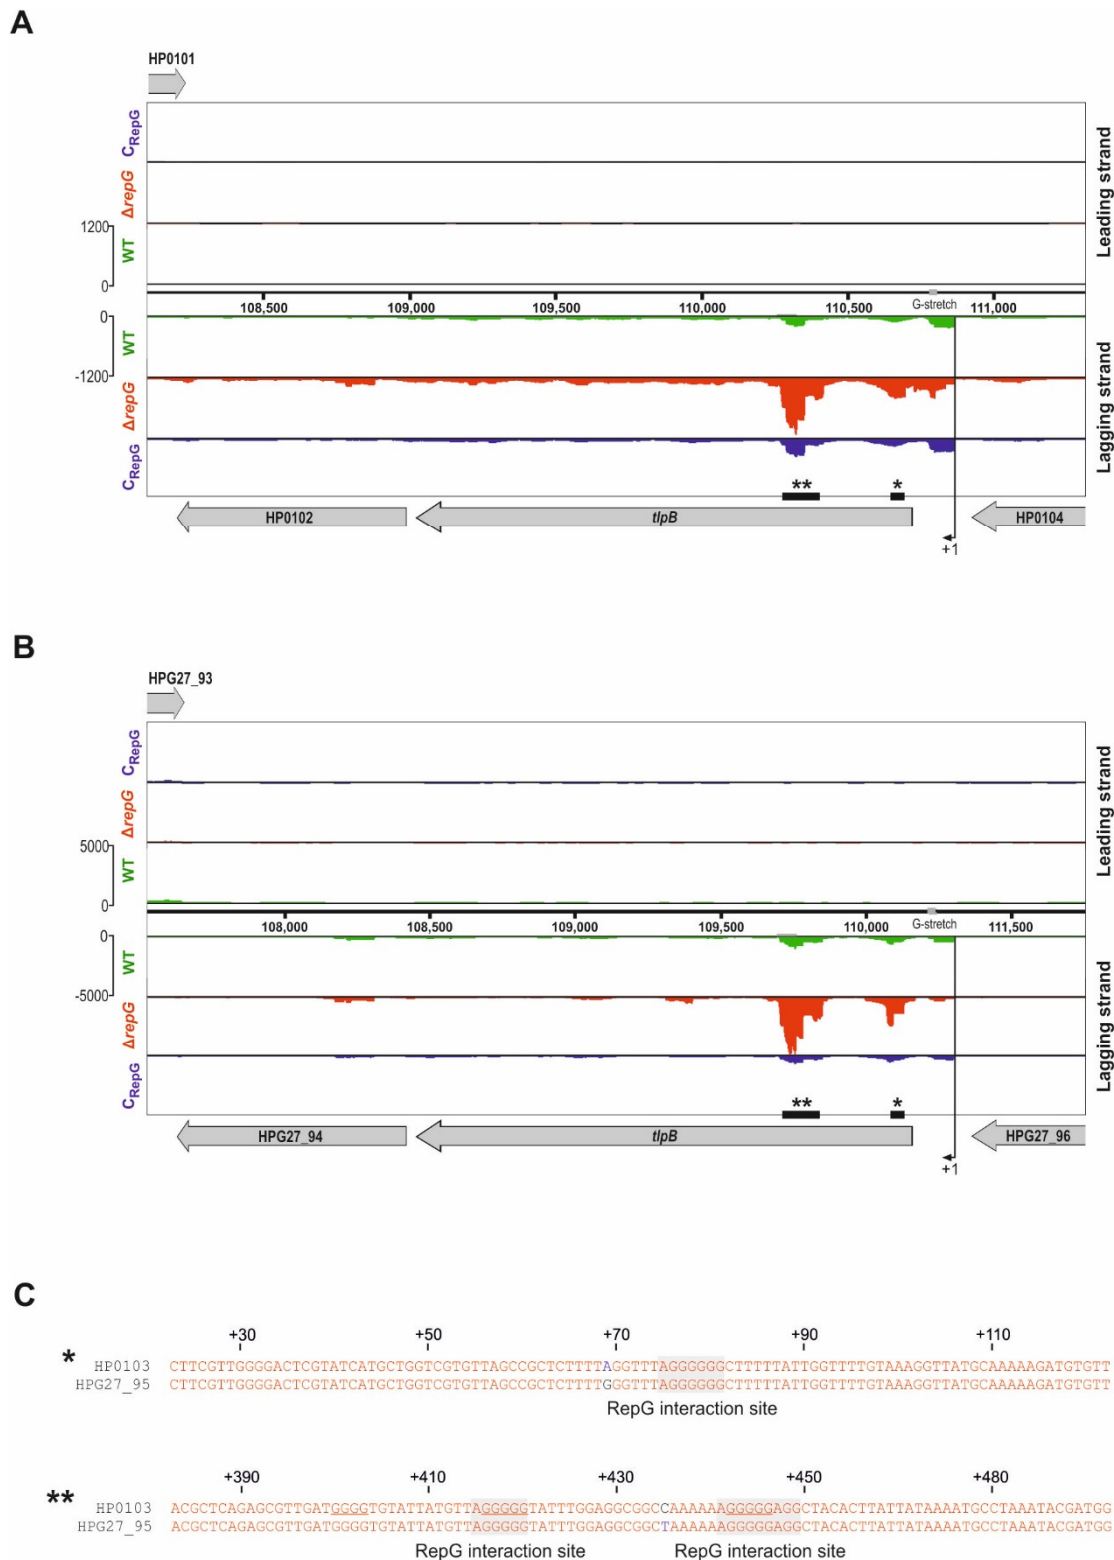 A
HP0101
C_RepG
ΔrepG
WT
1200
0
Leading strand
108,500 109,000 109,500 110,000 110,500 111,000
G-stretch
0
-1200
WT
ΔrepG
C_RepG
Lagging strand
** *
HP0102 tlpB HP0104
+1
B
HPG27_93
C_RepG
ΔrepG
WT
5000
0
Leading strand
108,000 108,500 109,000 109,500 110,000 111,500
G-stretch
0
-5000
WT
ΔrepG
C_RepG
Lagging strand
** *
HPG27_94 tlpB HPG27_96
+1
C
+30 +50 +70 +90 +110
* HP0103 CTTCGTTGGGGACTCGTATCATGCTGGTCGTGTTAGCCGCTCTTTTAGGTTTAGGGGGGCTTTTTATTGGTTTTGTAAAGGTTATGCAAAAAGATGTGTT
HPG27_95 CTTCGTTGGGGACTCGTATCATGCTGGTCGTGTTAGCCGCTCTTTTGGGTTTAGGGGGGCTTTTTATTGGTTTTGTAAAGGTTATGCAAAAAGATGTGTT
RepG interaction site
+390 +410 +430 +450 +480
** HP0103 ACGCTCAGAGCGTTGATGGGGTGTATTATGTTAGGGGGTATTTGGAGGCGGCCAAAAAAGGGGGAGGCTACACTTATTATAAAATGCCTAAATACGATGG
HPG27_95 ACGCTCAGAGCGTTGATGGGGTGTATTATGTTAGGGGGTATTTGGAGGCGGCTAAAAAAGGGGGAGGCTACACTTATTATAAAATGCCTAAATACGATGG
RepG interaction site RepG interaction site